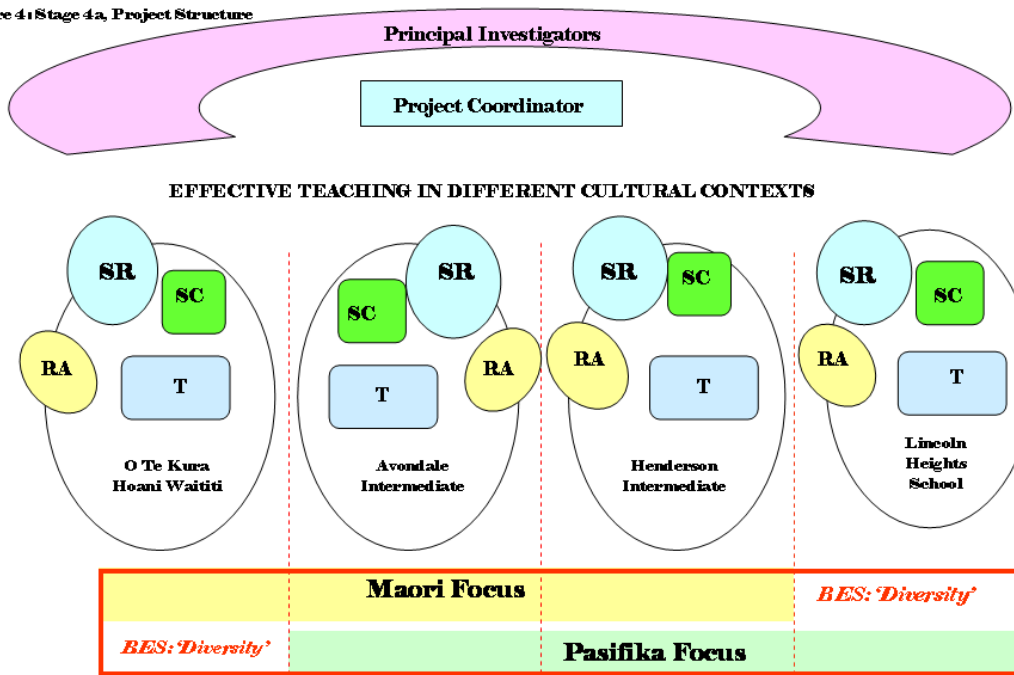 re 4: Stage 4a, Project Structure
Principal Investigators
Project Coordinator
EFFECTIVE TEACHING IN DIFFERENT CULTURAL CONTEXTS
SR
SC
RA
T
O Te Kura
Hoani Waititi
SR
SC
RA
T
Avondale
Intermediate
SR
SC
RA
T
Henderson
Intermediate
SR
SC
RA
T
Lincoln
Heights
School
Maori Focus
BES: ‘Diversity’
BES: ‘Diversity’
Pasifika Focus